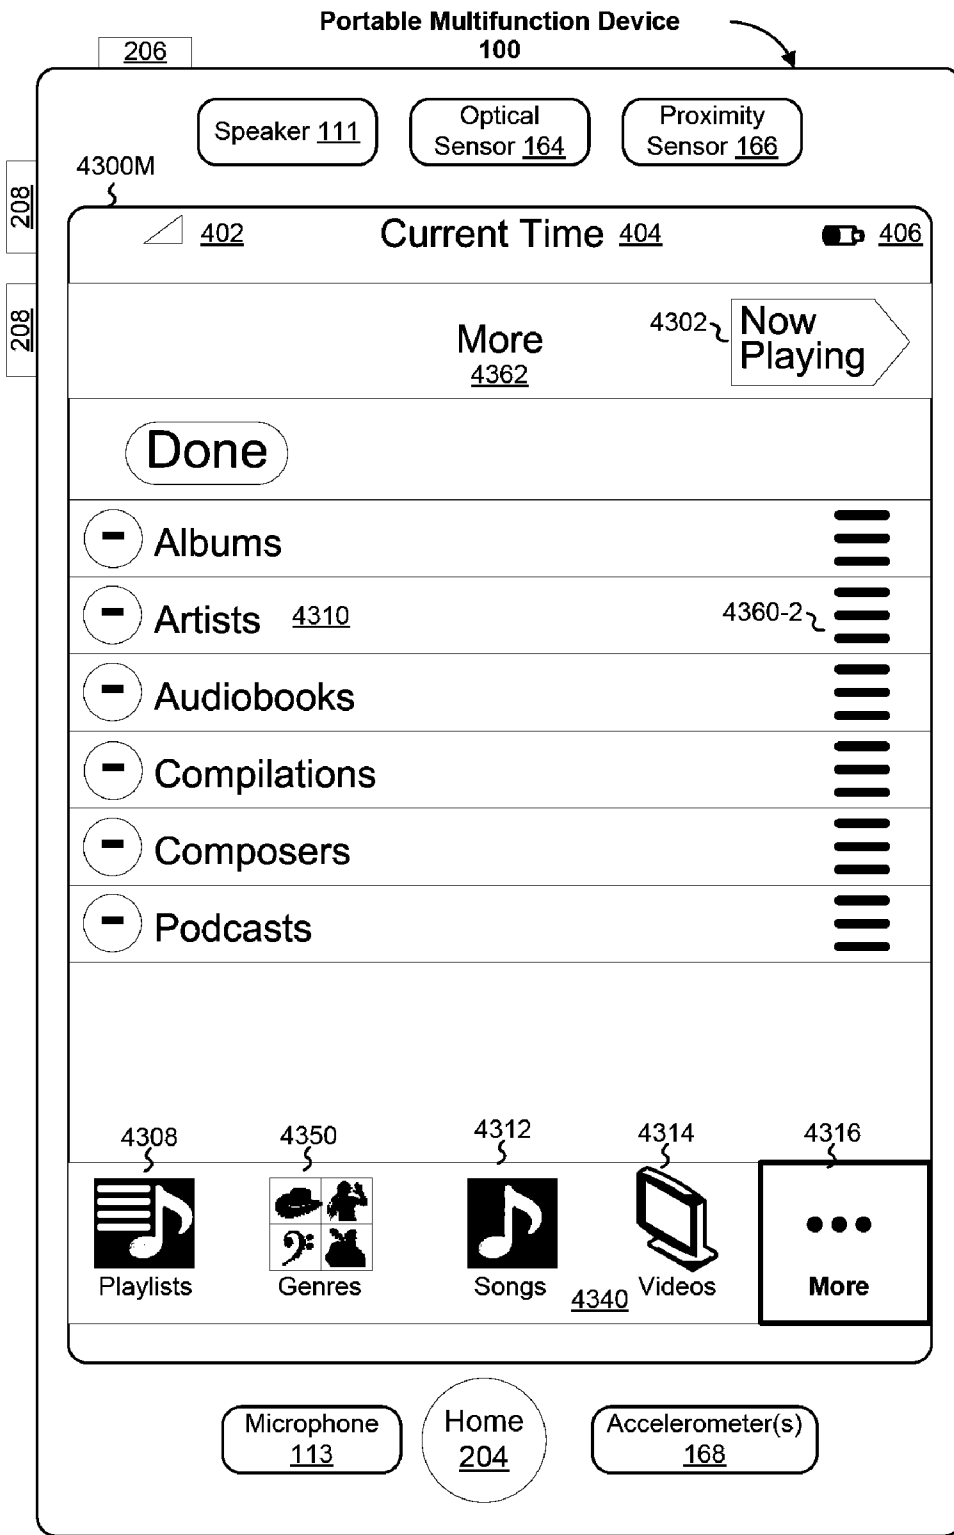 Portable Multifunction Device
100
206
Speaker 111
Optical
Sensor 164
Proximity
Sensor 166
208
208
4300M
402
Current Time 404
406
More
4362
4302
Now
Playing
Done
- Albums
- Artists 4310
4360-2
- Audiobooks
- Compilations
- Composers
- Podcasts
4308
4350
4312
4314
4316
Playlists
Genres
Songs
4340
Videos
More
Microphone
113
Home
204
Accelerometer(s)
168